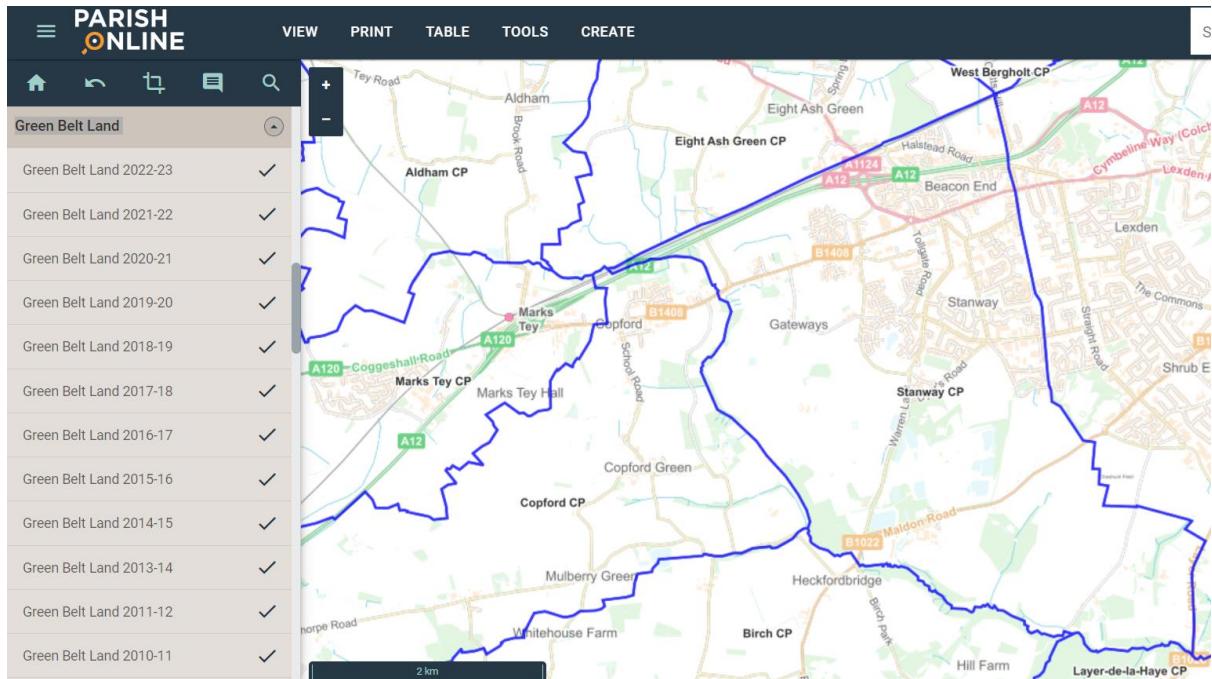 PARISH
ONLINE
VIEW PRINT TABLE TOOLS CREATE
S
Green Belt Land
Green Belt Land 2022-23
Green Belt Land 2021-22
Green Belt Land 2020-21
Green Belt Land 2019-20
Green Belt Land 2018-19
Green Belt Land 2017-18
Green Belt Land 2016-17
Green Belt Land 2015-16
Green Belt Land 2014-15
Green Belt Land 2013-14
Green Belt Land 2011-12
Green Belt Land 2010-11
+
−
Tey Road
Aldham
Brook Road
Aldham CP
Eight Ash Green
Eight Ash Green CP
West Bergholt CP
A12
A12
Cymbeline Way (Colch
Halstead Road
A1124
A12
A12
Lexden
Beacon End
Lexden
B1408
Tollgate Road
A12
The Commons
Stanway
Straight Road
Marks
Tey
B1408
Copford
Gateways
A120
A120
Coggeshall Road
School Road
Shrub E
Marks Tey CP
Marks Tey Hall
Stanway CP
Warren La
Road
A12
Copford Green
Copford CP
Maldon Road
B1022
Mulberry Green
Heckfordbridge
Birch Park
horpe Road
Whitehouse Farm
Birch CP
Hill Farm
Layer-de-la-Haye CP
2 km